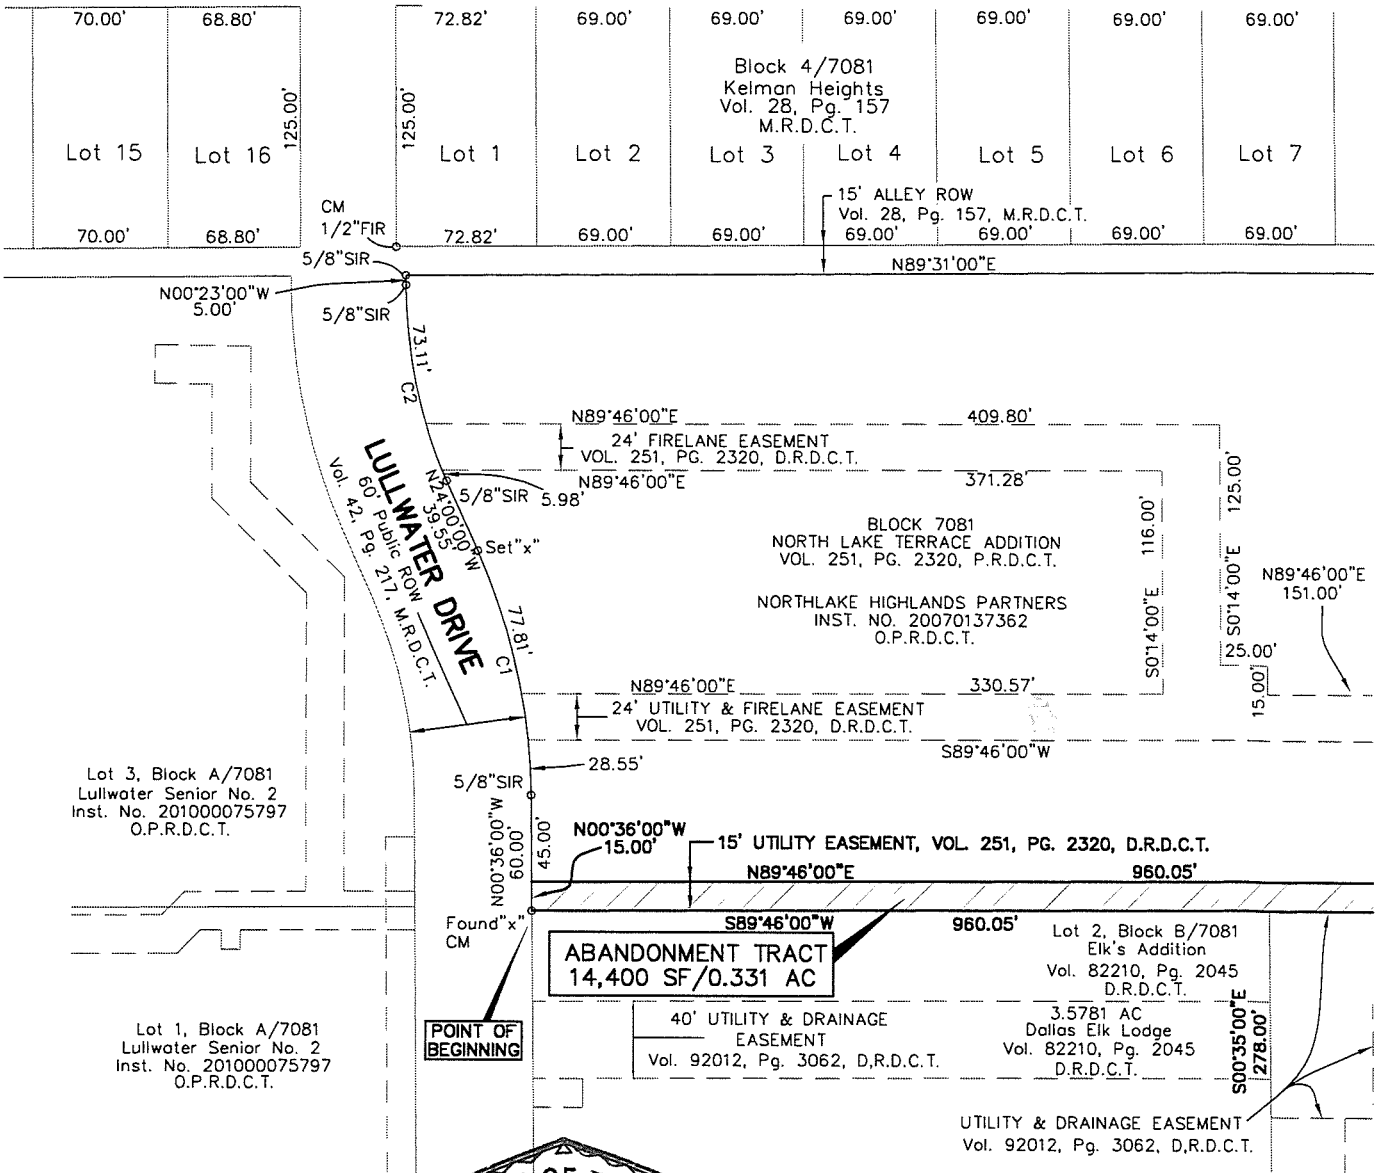 70.00'
68.80'
72.82'
69.00'
69.00'
69.00'
69.00'
69.00'
69.00'
Block 4/7081
Kelman Heights
Vol. 28, Pg. 157
M.R.D.C.T.
125.00'
125.00'
Lot 15
Lot 16
Lot 1
Lot 2
Lot 3
Lot 4
Lot 5
Lot 6
Lot 7
15' ALLEY ROW
Vol. 28, Pg. 157, M.R.D.C.T.
CM
1/2"FIR
70.00'
68.80'
72.82'
69.00'
69.00'
69.00'
69.00'
69.00'
69.00'
5/8"SIR
N89°31'00"E
N00°23'00"W
5.00'
5/8"SIR
73.11'
C2
N89°46'00"E
409.80'
24' FIRELANE EASEMENT
VOL. 251, PG. 2320, D.R.D.C.T.
N89°46'00"E
371.28'
5/8"SIR
5.98'
N24°00'00"W
39.55'
Set"x"
LULLWATER DRIVE
60' Public ROW
Vol. 42, Pg. 217, M.R.D.C.T.
125.00'
S0°14'00"E
116.00'
S0°14'00"E
BLOCK 7081
NORTH LAKE TERRACE ADDITION
VOL. 251, PG. 2320, P.R.D.C.T.
NORTHLAKE HIGHLANDS PARTNERS
INST. NO. 20070137362
O.P.R.D.C.T.
N89°46'00"E
151.00'
77.81'
C1
25.00'
15.00'
N89°46'00"E
330.57'
24' UTILITY & FIRELANE EASEMENT
VOL. 251, PG. 2320, D.R.D.C.T.
S89°46'00"W
28.55'
5/8"SIR
Lot 3, Block A/7081
Lullwater Senior No. 2
Inst. No. 201000075797
O.P.R.D.C.T.
N00°36'00"W
60.00'
45.00'
N00°36'00"W
15.00'
15' UTILITY EASEMENT, VOL. 251, PG. 2320, D.R.D.C.T.
N89°46'00"E
960.05'
Found"x"
CM
S89°46'00"W
960.05'
ABANDONMENT TRACT
14,400 SF/0.331 AC
Lot 2, Block B/7081
Elk's Addition
Vol. 82210, Pg. 2045
D.R.D.C.T.
3.5781 AC
Dallas Elk Lodge
Vol. 82210, Pg. 2045
D.R.D.C.T.
S00°35'00"E
278.00'
POINT OF
BEGINNING
40' UTILITY & DRAINAGE
EASEMENT
Vol. 92012, Pg. 3062, D,R.D.C.T.
Lot 1, Block A/7081
Lullwater Senior No. 2
Inst. No. 201000075797
O.P.R.D.C.T.
UTILITY & DRAINAGE EASEMENT
Vol. 92012, Pg. 3062, D,R.D.C.T.